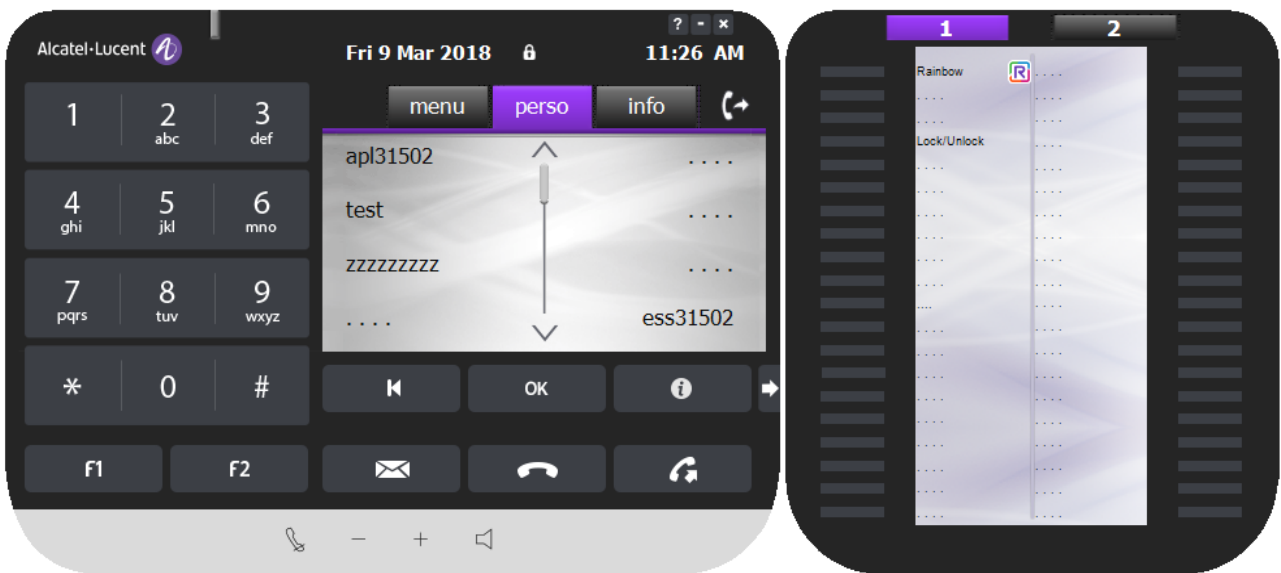 Alcatel·Lucent
? - ×
Fri 9 Mar 2018 11:26 AM
menu perso info
1 2 abc 3 def
4 ghi 5 jkl 6 mno
7 pqrs 8 tuv 9 wxyz
* 0 #
apl31502 . . . .
test . . . .
zzzzzzzzz . . . .
. . . . ess31502
OK i
F1 F2
− +
1 2
Rainbow R . . . .
. . . . . . . .
. . . . . . . .
Lock/Unlock . . . .
. . . . . . . .
. . . . . . . .
. . . . . . . .
. . . . . . . .
. . . . . . . .
. . . . . . . .
.... . . . .
. . . . . . . .
. . . . . . . .
. . . . . . . .
. . . . . . . .
. . . . . . . .
. . . . . . . .
. . . . . . . .
. . . . . . . .
. . . . . . . .